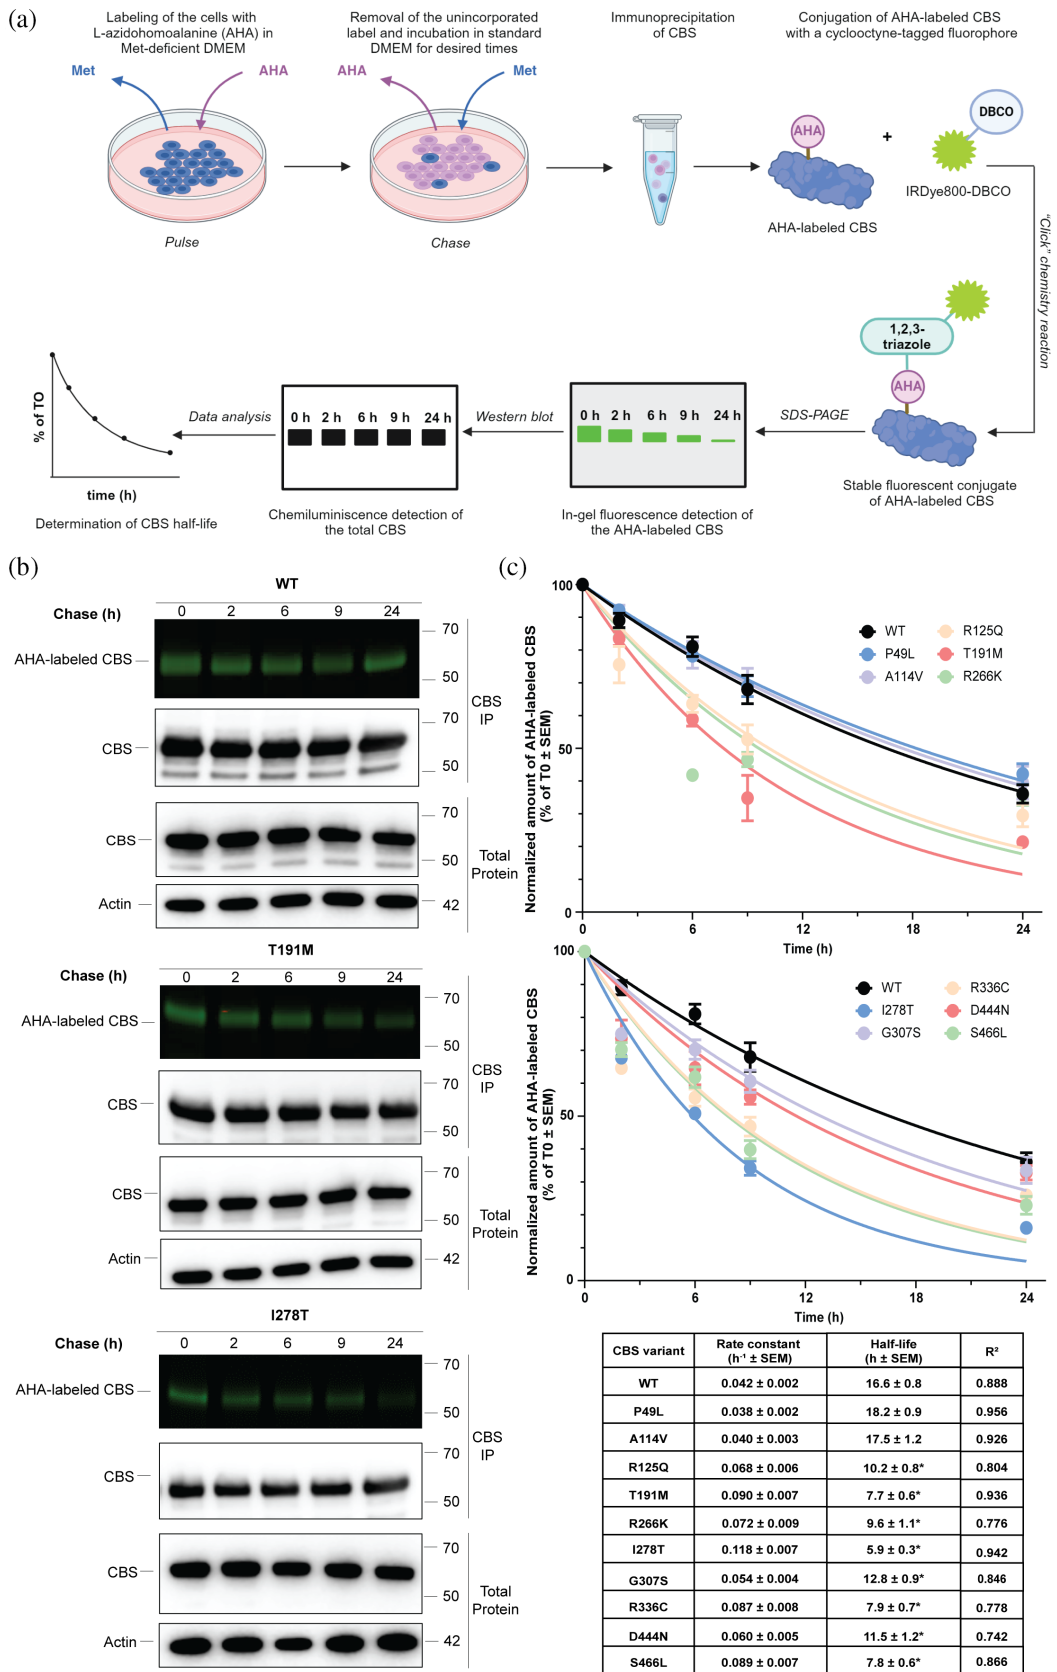 (a)
Labeling of the cells with
L-azidohomoalanine (AHA) in
Met-deficient DMEM
Removal of the unincorporated
label and incubation in standard
DMEM for desired times
Immunoprecipitation
of CBS
Conjugation of AHA-labeled CBS
with a cyclooctyne-tagged fluorophore
Met
AHA
AHA
Met
Pulse
Chase
AHA
+
DBCO
AHA-labeled CBS
IRDye800-DBCO
"Click" chemistry reaction
1,2,3-
triazole
AHA
Stable fluorescent conjugate
of AHA-labeled CBS
SDS-PAGE
0 h 2 h 6 h 9 h 24 h
In-gel fluorescence detection of
the AHA-labeled CBS
Western blot
0 h 2 h 6 h 9 h 24 h
Chemiluminiscence detection of
the total CBS
Data analysis
% of TO
time (h)
Determination of CBS half-life
(b)
WT
Chase (h) 0 2 6 9 24
AHA-labeled CBS
70
50
CBS
70
50
CBS
IP
CBS
70
50
Actin
42
Total
Protein
T191M
Chase (h) 0 2 6 9 24
AHA-labeled CBS
70
50
CBS
70
50
CBS
IP
CBS
70
50
Actin
42
Total
Protein
I278T
Chase (h) 0 2 6 9 24
AHA-labeled CBS
70
50
CBS
70
50
CBS
IP
CBS
70
50
Actin
42
Total
Protein
(c)
Normalized amount of AHA-labeled CBS
(% of T0 ± SEM)
100
50
0
0 6 12 18 24
Time (h)
WT R125Q
P49L T191M
A114V R266K
Normalized amount of AHA-labeled CBS
(% of T0 ± SEM)
100
50
0
0 6 12 18 24
Time (h)
WT R336C
I278T D444N
G307S S466L
CBS variant Rate constant (h⁻¹ ± SEM) Half-life (h ± SEM) R²
WT 0.042 ± 0.002 16.6 ± 0.8 0.888
P49L 0.038 ± 0.002 18.2 ± 0.9 0.956
A114V 0.040 ± 0.003 17.5 ± 1.2 0.926
R125Q 0.068 ± 0.006 10.2 ± 0.8* 0.804
T191M 0.090 ± 0.007 7.7 ± 0.6* 0.936
R266K 0.072 ± 0.009 9.6 ± 1.1* 0.776
I278T 0.118 ± 0.007 5.9 ± 0.3* 0.942
G307S 0.054 ± 0.004 12.8 ± 0.9* 0.846
R336C 0.087 ± 0.008 7.9 ± 0.7* 0.778
D444N 0.060 ± 0.005 11.5 ± 1.2* 0.742
S466L 0.089 ± 0.007 7.8 ± 0.6* 0.866